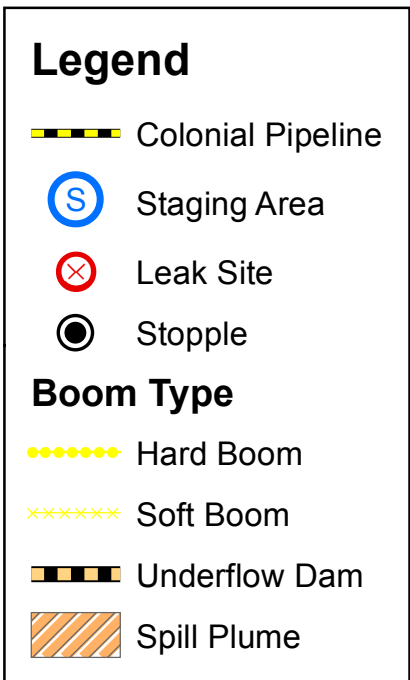 Legend
Colonial Pipeline
S Staging Area
Leak Site
Stopple
Boom Type
Hard Boom
Soft Boom
Underflow Dam
Spill Plume